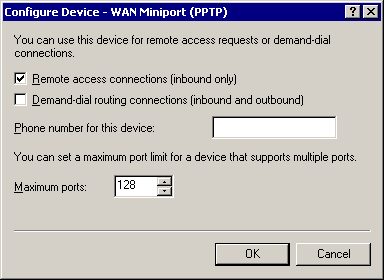 Configure Device - WAN Miniport (PPTP)
You can use this device for remote access requests or demand-dial
connections.
Remote access connections (inbound only)
Demand-dial routing connections (inbound and outbound)
Phone number for this device:
You can set a maximum port limit for a device that supports multiple ports.
Maximum ports: 128
OK Cancel